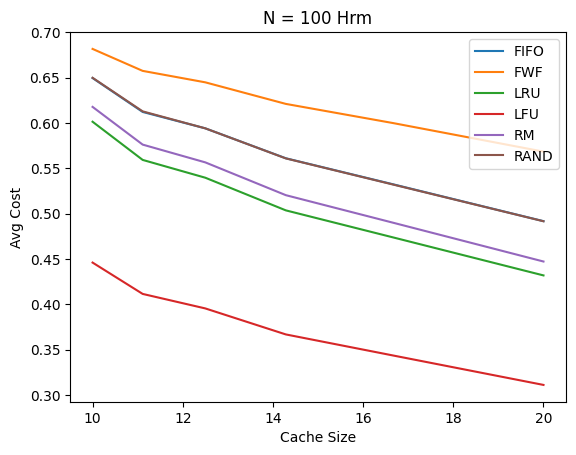 N = 100 Hrm
FIFO
FWF
LRU
LFU
RM
RAND
Avg Cost
0.70
0.65
0.60
0.55
0.50
0.45
0.40
0.35
0.30
10 12 14 16 18 20
Cache Size